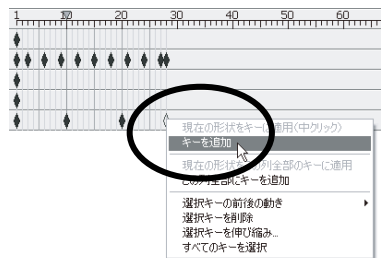 1 10 20 30 40 50 60
現在の形状をキーに適用(中クリック)
キーを追加
現在の形状をの列全部のキーに適用
この列全部にキーを追加
選択キーの前後の動き
選択キーを削除
選択キーを伸び縮み...
すべてのキーを選択